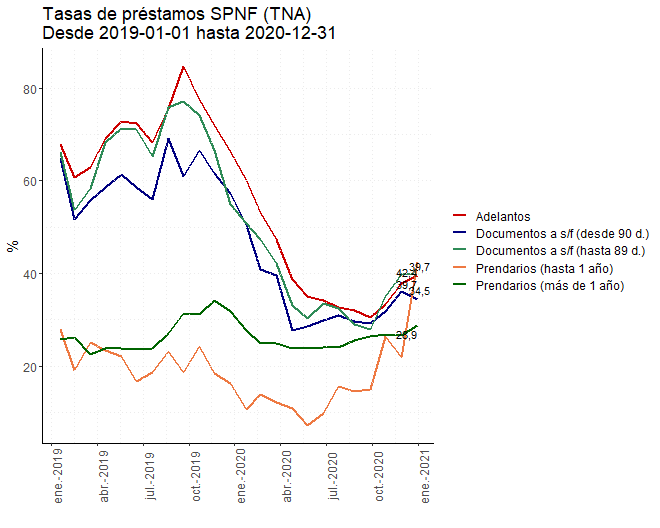 Tasas de préstamos SPNF (TNA)
Desde 2019-01-01 hasta 2020-12-31
%
80
60
40
20
39,7
34,5
28,9
ene.-2019
abr.-2019
jul.-2019
oct.-2019
ene.-2020
abr.-2020
jul.-2020
oct.-2020
ene.-2021
Adelantos
Documentos a s/f (desde 90 d.)
Documentos a s/f (hasta 89 d.)
Prendarios (hasta 1 año)
Prendarios (más de 1 año)